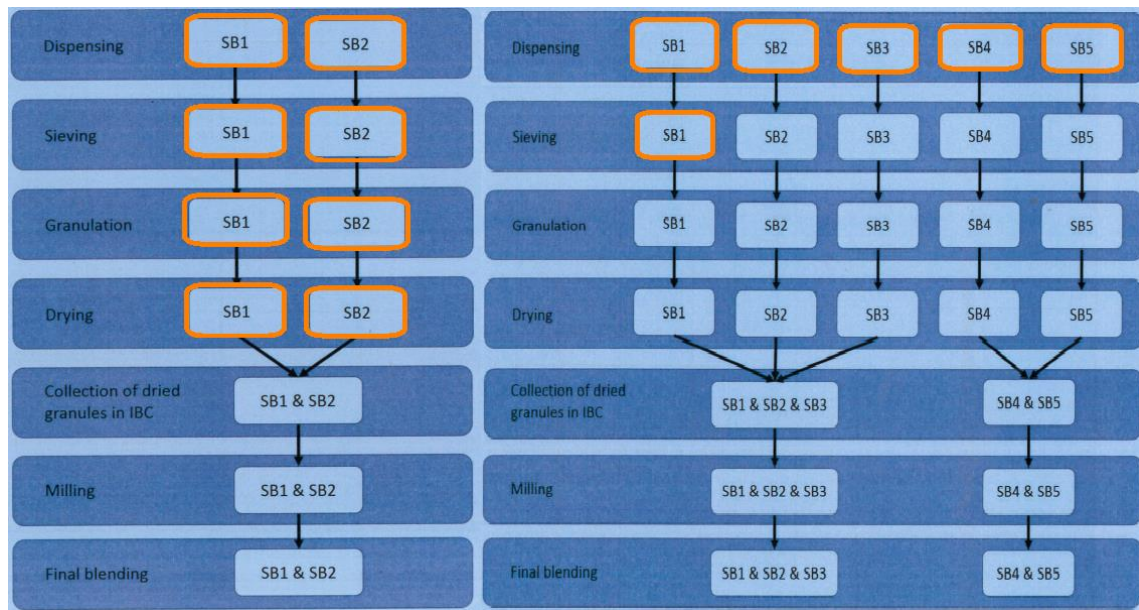 Dispensing SB1 SB2
Sieving SB1 SB2
Granulation SB1 SB2
Drying SB1 SB2
Collection of dried
granules in IBC
SB1 & SB2
Milling SB1 & SB2
Final blending SB1 & SB2
Dispensing SB1 SB2 SB3 SB4 SB5
Sieving SB1 SB2 SB3 SB4 SB5
Granulation SB1 SB2 SB3 SB4 SB5
Drying SB1 SB2 SB3 SB4 SB5
Collection of dried
granules in IBC
SB1 & SB2 & SB3 SB4 & SB5
Milling SB1 & SB2 & SB3 SB4 & SB5
Final blending SB1 & SB2 & SB3 SB4 & SB5